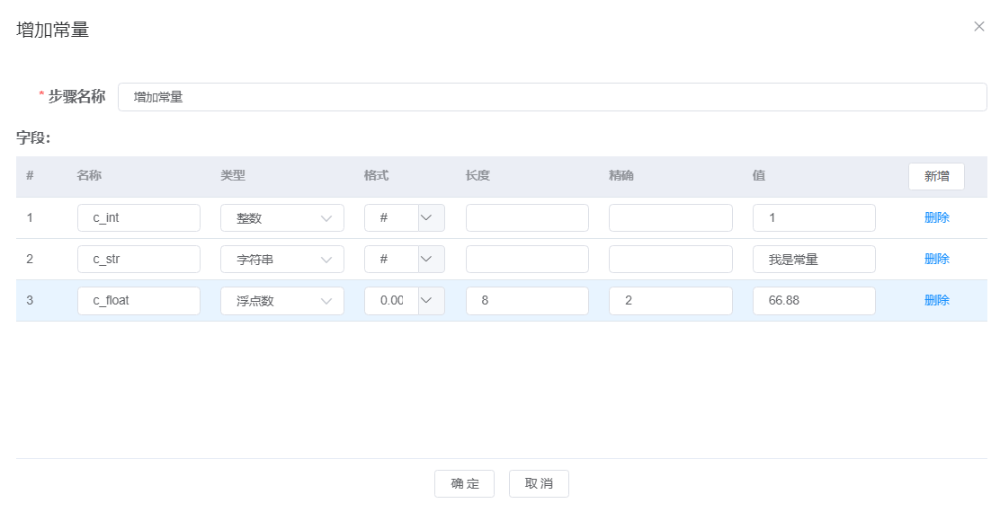 增加常量
* 步骤名称 增加常量
字段:
# 名称 类型 格式 长度 精确 值 新增
1 c_int 整数 # 1 删除
2 c_str 字符串 # 我是常量 删除
3 c_float 浮点数 0.00 8 2 66.88 删除
确 定 取 消